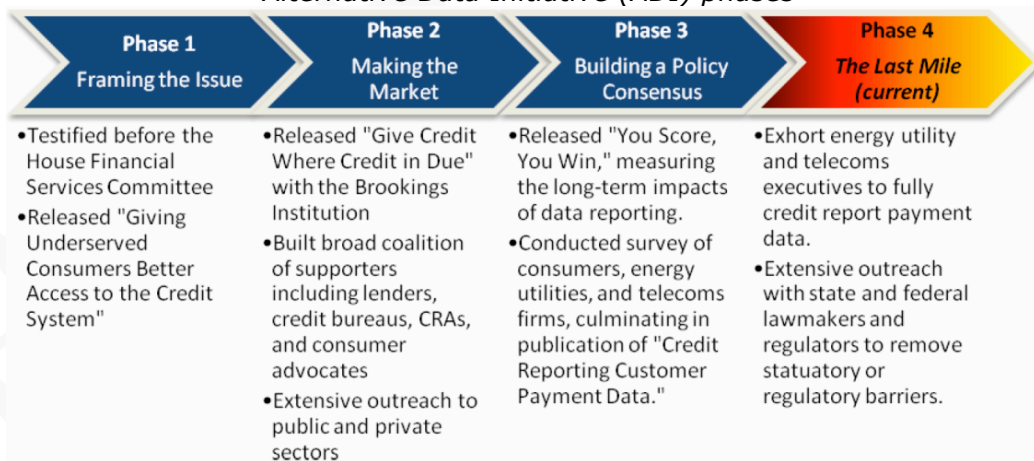 Alternative Data Initiative (ADI) phases
Phase 1
Framing the Issue
Phase 2
Making the
Market
Phase 3
Building a Policy
Consensus
Phase 4
The Last Mile
(current)
•Testified before the
House Financial
Services Committee
•Released "Giving
Underserved
Consumers Better
Access to the Credit
System"
•Released "Give Credit
Where Credit in Due"
with the Brookings
Institution
•Built broad coalition
of supporters
including lenders,
credit bureaus, CRAs,
and consumer
advocates
•Extensive outreach to
public and private
sectors
•Released "You Score,
You Win," measuring
the long-term impacts
of data reporting.
•Conducted survey of
consumers, energy
utilities, and telecoms
firms, culminating in
publication of "Credit
Reporting Customer
Payment Data."
•Exhort energy utility
and telecoms
executives to fully
credit report payment
data.
•Extensive outreach
with state and federal
lawmakers and
regulators to remove
statuatory or
regulatory barriers.